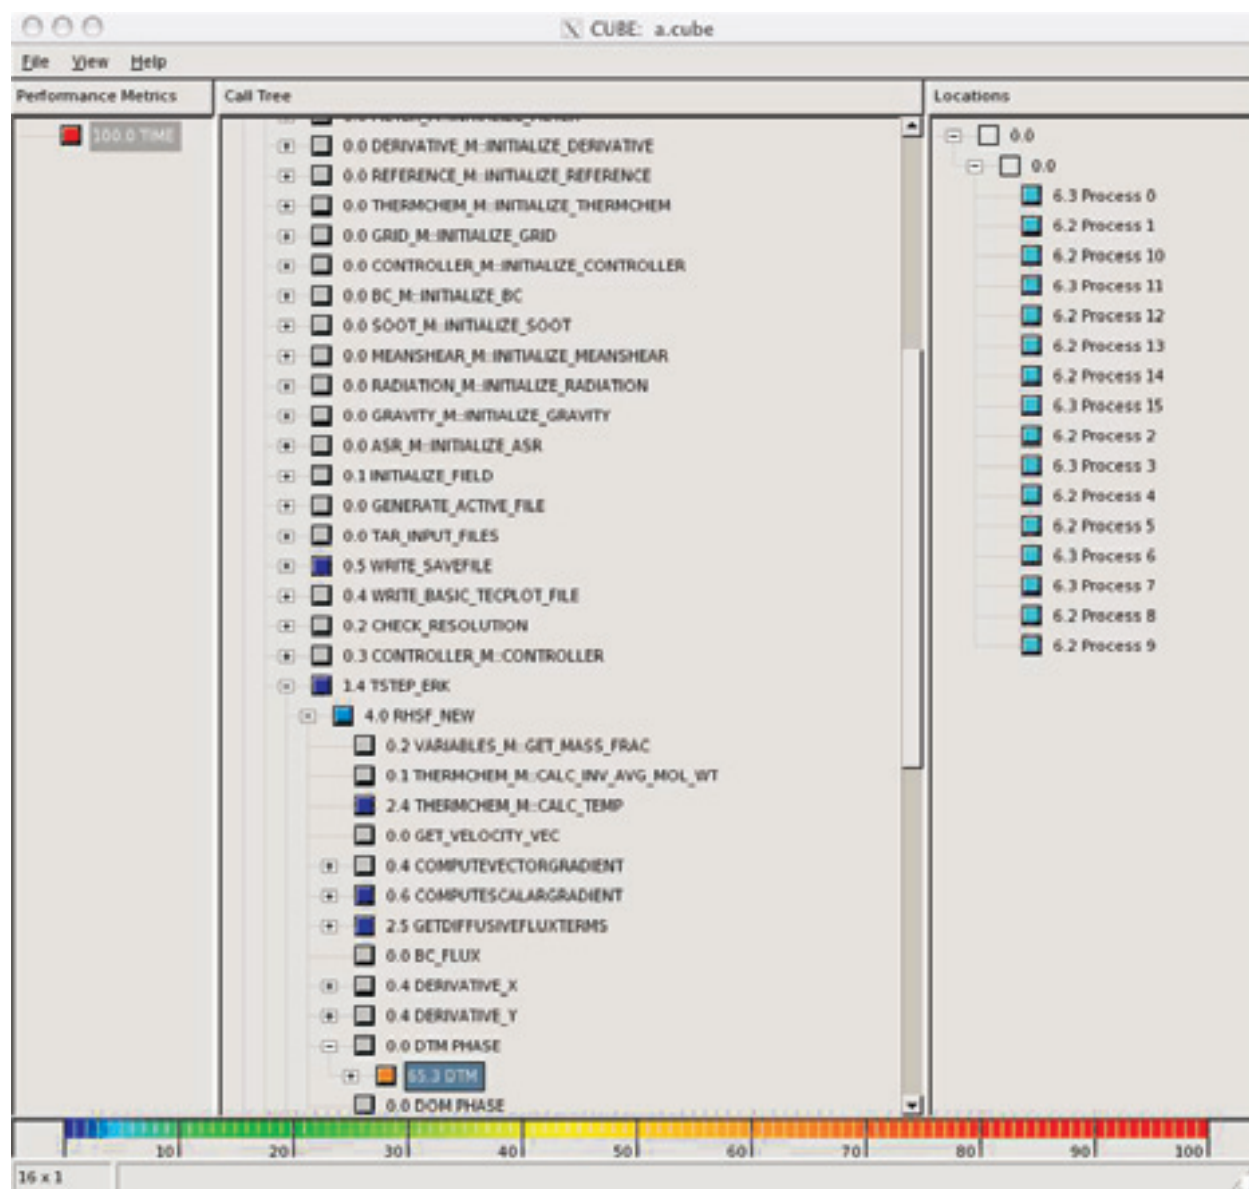 CUBE: a.cube
File View Help
Performance Metrics
Call Tree
Locations
100.0 TIME
0.0 DERIVATIVE_M::INITIALIZE_DERIVATIVE
0.0 REFERENCE_M::INITIALIZE_REFERENCE
0.0 THERMCHEM_M::INITIALIZE_THERMCHEM
0.0 GRID_M::INITIALIZE_GRID
0.0 CONTROLLER_M::INITIALIZE_CONTROLLER
0.0 BC_M::INITIALIZE_BC
0.0 SOOT_M::INITIALIZE_SOOT
0.0 MEANSHEAR_M::INITIALIZE_MEANSHEAR
0.0 RADIATION_M::INITIALIZE_RADIATION
0.0 GRAVITY_M::INITIALIZE_GRAVITY
0.0 ASR_M::INITIALIZE_ASR
0.1 INITIALIZE_FIELD
0.0 GENERATE_ACTIVE_FILE
0.0 TAR_INPUT_FILES
0.5 WRITE_SAVEFILE
0.4 WRITE_BASIC_TECPLOT_FILE
0.2 CHECK_RESOLUTION
0.3 CONTROLLER_M::CONTROLLER
1.4 TSTEP_ERK
4.0 RHSF_NEW
0.2 VARIABLES_M::GET_MASS_FRAC
0.1 THERMCHEM_M::CALC_INV_AVG_MOL_WT
2.4 THERMCHEM_M::CALC_TEMP
0.0 GET_VELOCITY_VEC
0.4 COMPUTEVECTORGRADIENT
0.6 COMPUTESCALARGRADIENT
2.5 GETDIFFUSIVEFLUXTERMS
0.0 BC_FLUX
0.4 DERIVATIVE_X
0.4 DERIVATIVE_Y
0.0 DTM PHASE
65.3 DTM
0.0 DOM PHASE
0.0
0.0
6.3 Process 0
6.2 Process 1
6.2 Process 10
6.3 Process 11
6.2 Process 12
6.2 Process 13
6.2 Process 14
6.3 Process 15
6.2 Process 2
6.3 Process 3
6.2 Process 4
6.2 Process 5
6.3 Process 6
6.3 Process 7
6.2 Process 8
6.2 Process 9
10 20 30 40 50 60 70 80 90 100
16 x 1